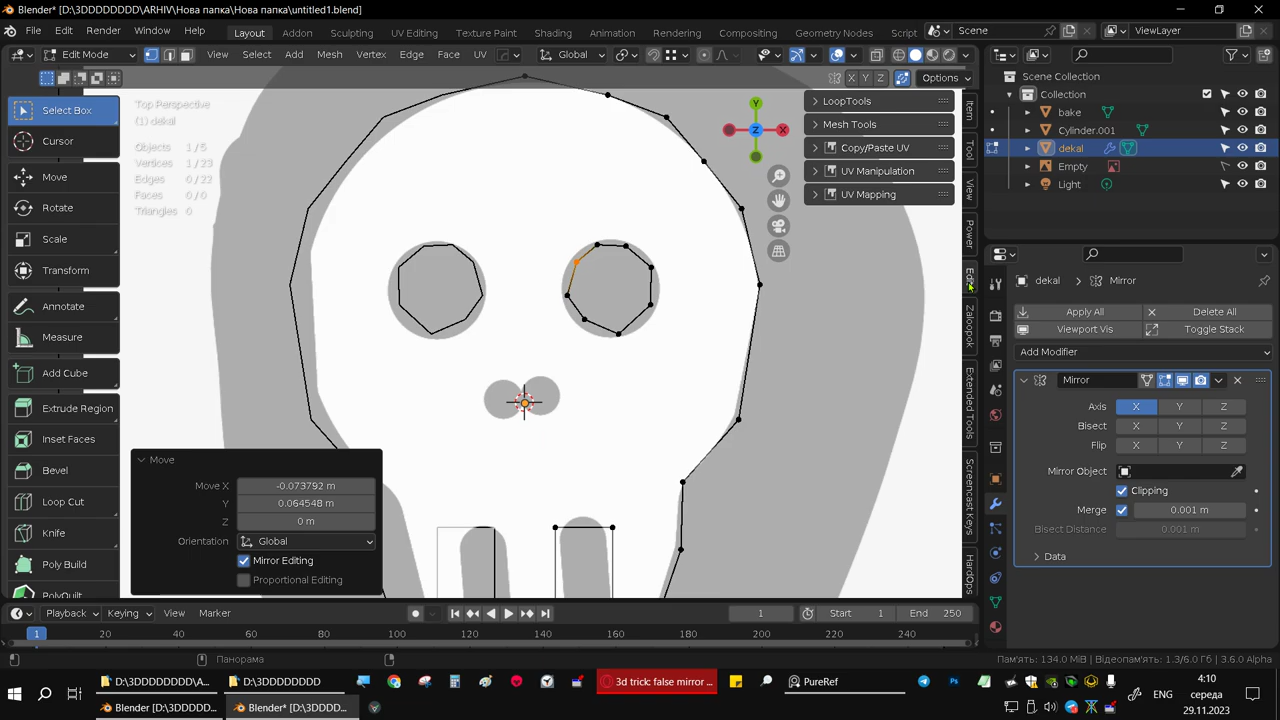 Blender* [D:\3DDDDDDDD\ARHIV\Нова папка\Нова папка\untitled1.blend]
File Edit Render Window Help Layout Addon Sculpting UV Editing Texture Paint Shading Animation Rendering Compositing Geometry Nodes Script Scene ViewLayer
Edit Mode View Select Add Mesh Vertex Edge Face UV Global
X Y Z Options
Scene Collection
Collection
bake
Cylinder.001
dekal
Empty
Light
Select Box
Cursor
Move
Rotate
Scale
Transform
Annotate
Measure
Add Cube
Extrude Region
Inset Faces
Bevel
Loop Cut
Knife
Poly Build
PolyQuilt
Top Perspective
(1) dekal
Objects 1/5
Vertices 1/23
Edges 0/22
Faces 0/0
Triangles 0
Y
Z X
LoopTools
Mesh Tools
Copy/Paste UV
UV Manipulation
UV Mapping
Item
Tool
View
Power
Edit
Zaloopok
Extended Tools
Screencast Keys
HardOps
dekal Mirror
Apply All Delete All
Viewport Vis Toggle Stack
Add Modifier
Mirror
Axis X Y Z
Bisect X Y Z
Flip X Y Z
Mirror Object
Clipping
Merge 0.001 m
Bisect Distance 0.001 m
Data
Move
Move X -0.073792 m
Y 0.064548 m
Z 0 m
Orientation Global
Mirror Editing
Proportional Editing
Playback Keying View Marker 1 Start 1 End 250
1 20 40 60 80 100 120 140 160 180 200 220 240
Панорама Пам'ять: 134.0 MiB | Відеопам'ять: 1.3/6.0 GiB | 3.6.0 Alpha
D:\3DDDDDDDD\A... D:\3DDDDDDDD 3d trick: false mirror ... PureRef
Blender [D:\3DDDD... Blender* [D:\3DDDD...
ENG
4:10
середа
29.11.2023